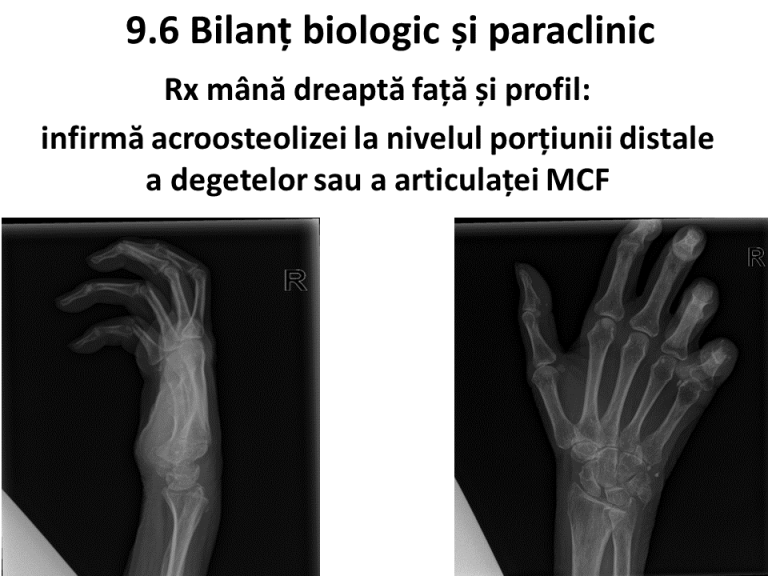 9.6 Bilanț biologic și paraclinic
Rx mână dreaptă față și profil:
infirmă acroosteolizei la nivelul porțiunii distale
a degetelor sau a articulaței MCF
R
R